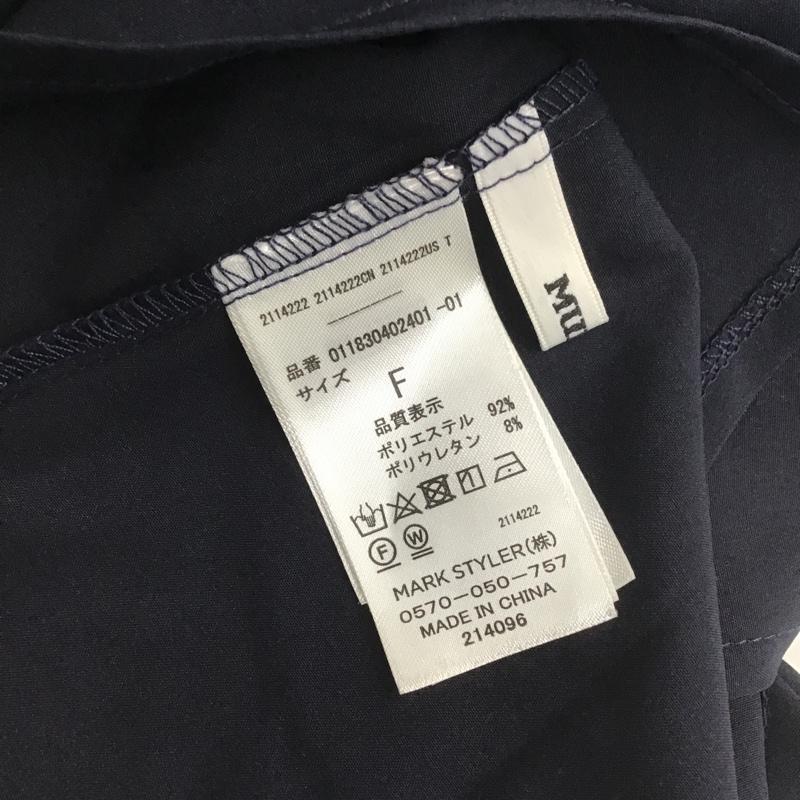 2114222 2114222CN 2114222US T
品番 011830402401 -01
サイズ F
品質表示
ポリエステル 92%
ポリウレタン 8%
F W
2114222
MARK STYLER(株)
0570-050-757
MADE IN CHINA
214096
MU